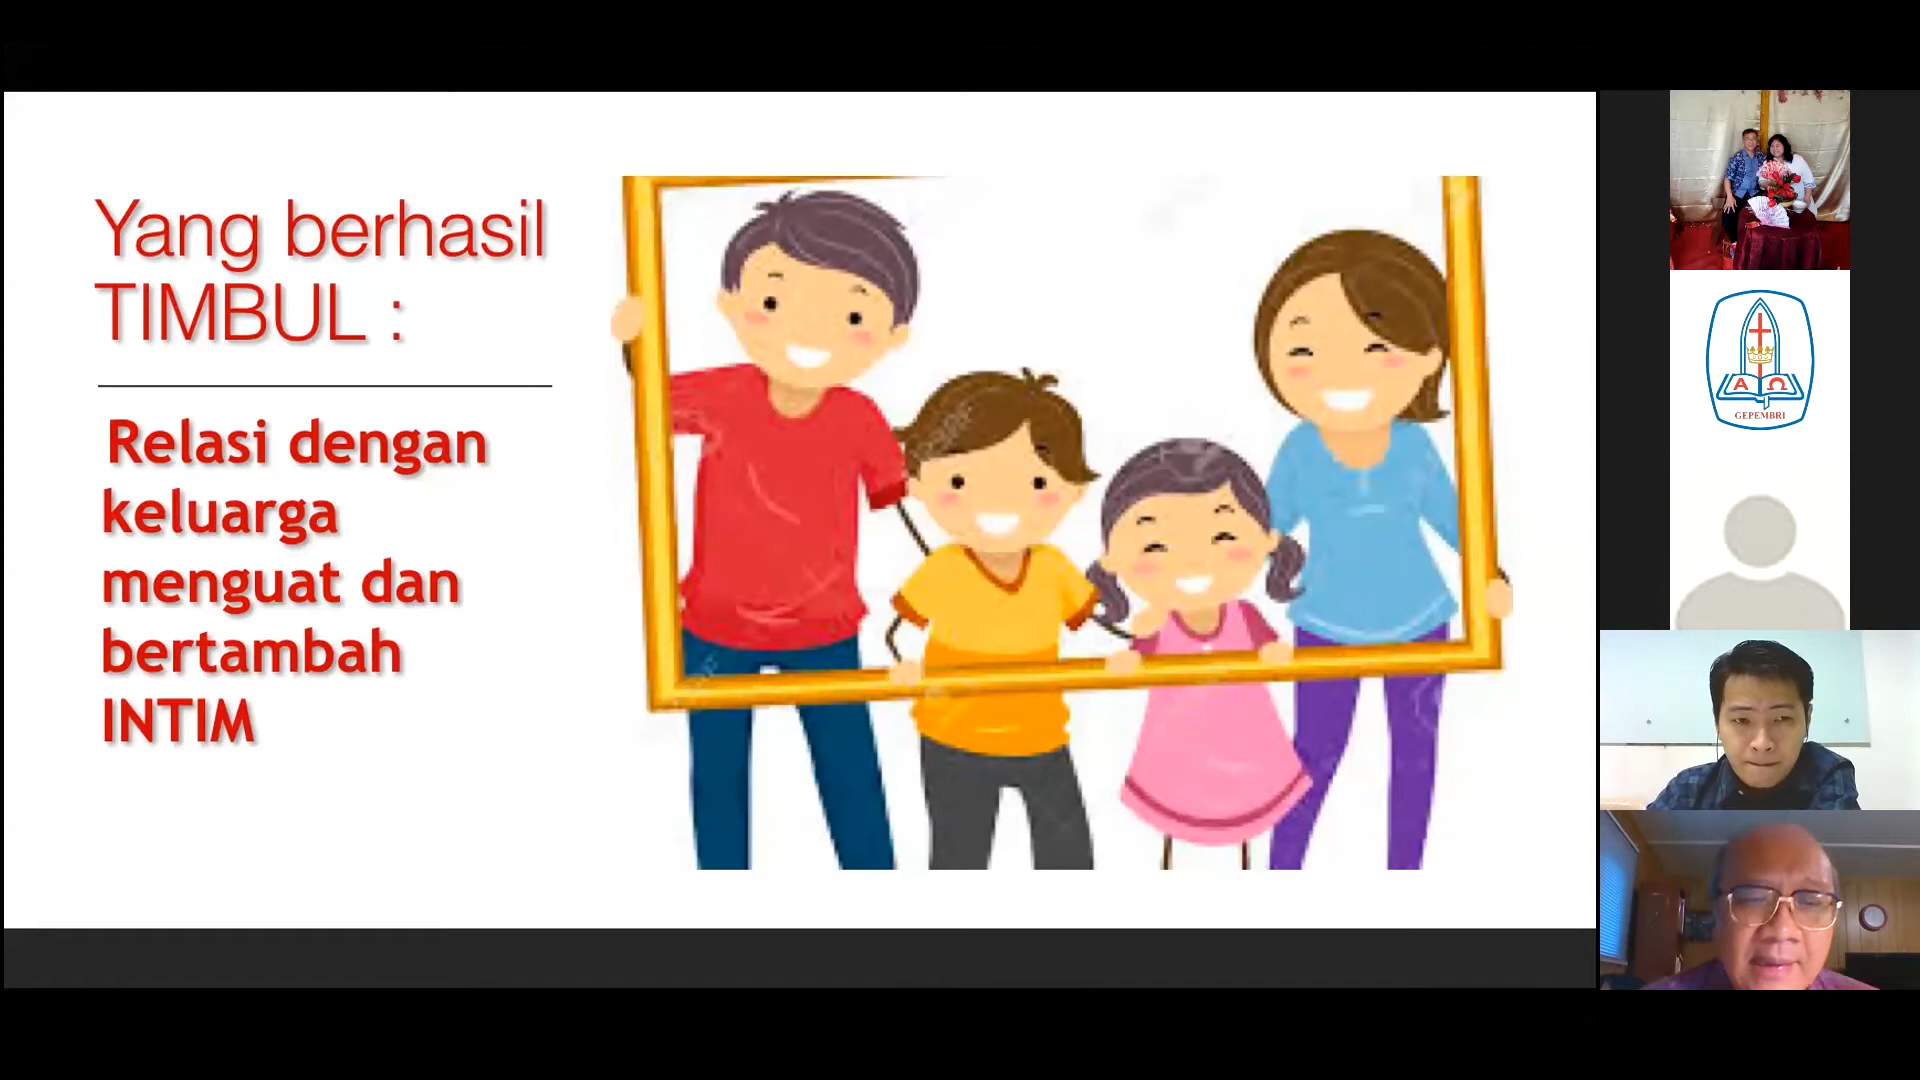 Yang berhasil
TIMBUL :
Relasi dengan
keluarga
menguat dan
bertambah
INTIM
Α Ω
GEPEMBRI